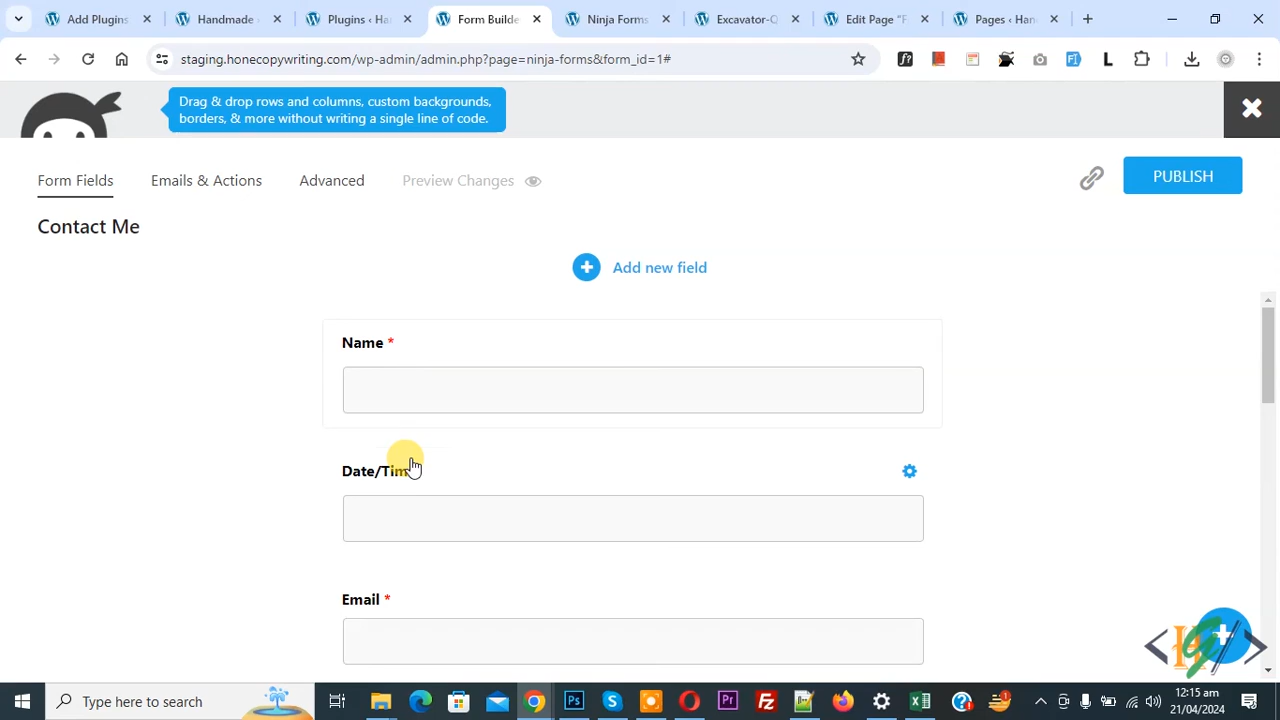 Add Plugins
Handmade
Plugins ‹ Ha
Form Builde
Ninja Forms
Excavator-Q
Edit Page "F
Pages ‹ Han
staging.homecopywriting.com/wp-admin/admin.php?page=ninja-forms&form_id=1#
Drag & drop rows and columns, custom backgrounds,
borders, & more without writing a single line of code.
Form Fields
Emails & Actions
Advanced
Preview Changes
PUBLISH
Contact Me
Add new field
Name *
Date/Tim
Email *
Type here to search
12:15 am
21/04/2024